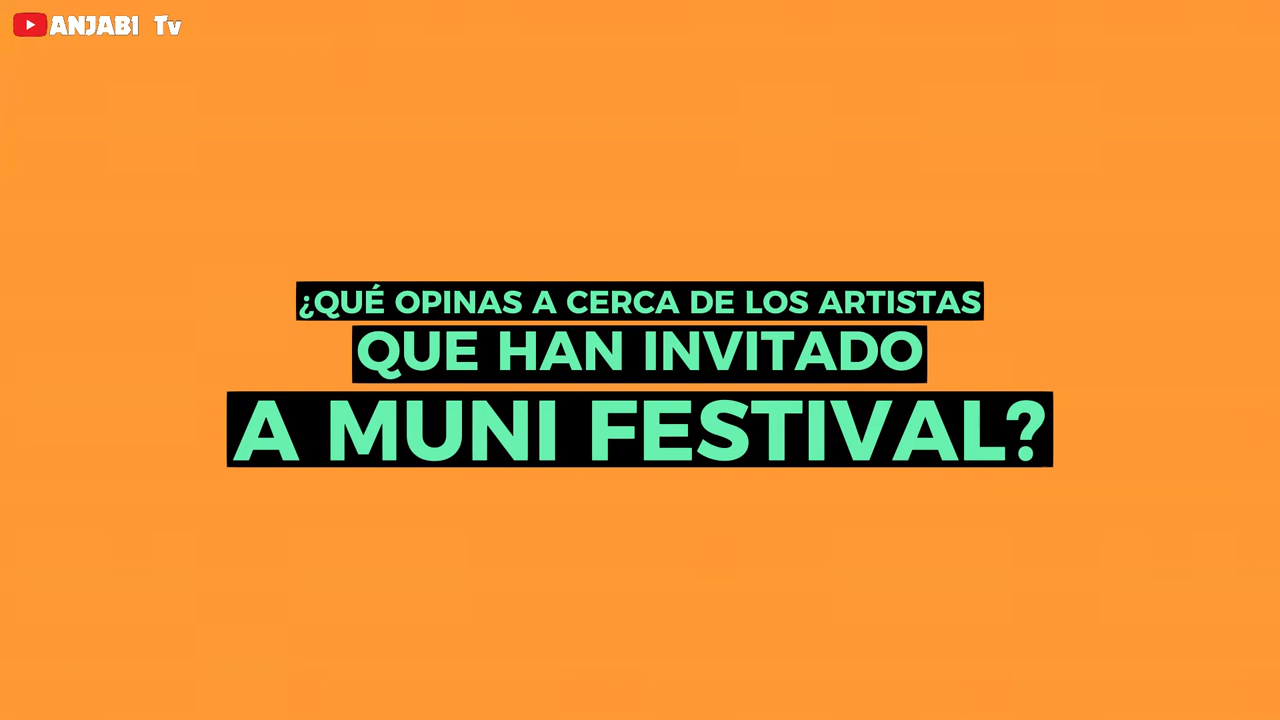 ANJABI Tv
¿QUÉ OPINAS A CERCA DE LOS ARTISTAS
QUE HAN INVITADO
A MUNI FESTIVAL?